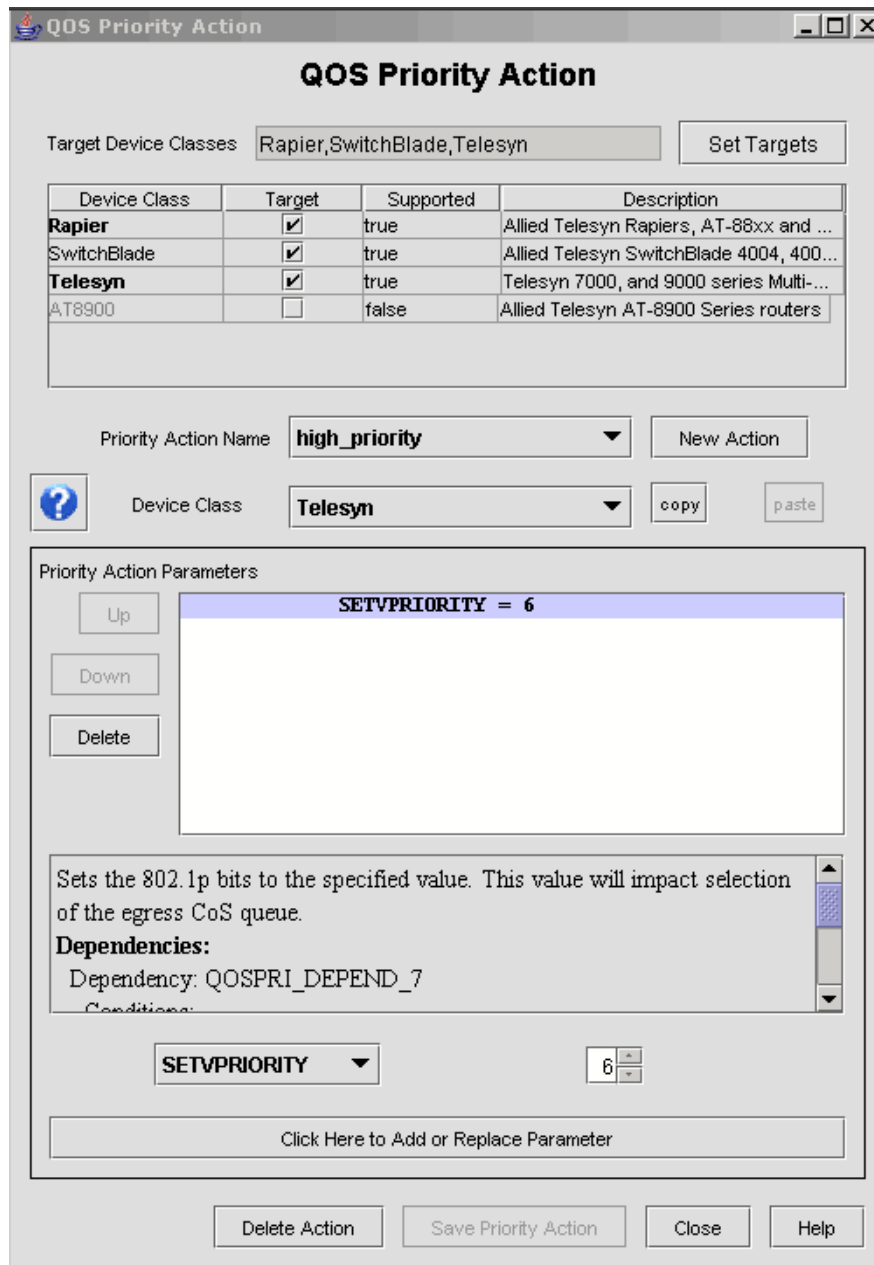 QOS Priority Action
QOS Priority Action
Target Device Classes Rapier,SwitchBlade,Telesyn Set Targets
Device Class Target Supported Description
Rapier true Allied Telesyn Rapiers, AT-88xx and ...
SwitchBlade true Allied Telesyn SwitchBlade 4004, 400...
Telesyn true Telesyn 7000, and 9000 series Multi-...
AT8900 false Allied Telesyn AT-8900 Series routers
Priority Action Name high_priority New Action
? Device Class Telesyn copy paste
Priority Action Parameters
Up SETVPRIORITY = 6
Down
Delete
Sets the 802.1p bits to the specified value. This value will impact selection
of the egress CoS queue.
Dependencies:
Dependency: QOSPRI_DEPEND_7
Conditions:
SETVPRIORITY 6
Click Here to Add or Replace Parameter
Delete Action Save Priority Action Close Help